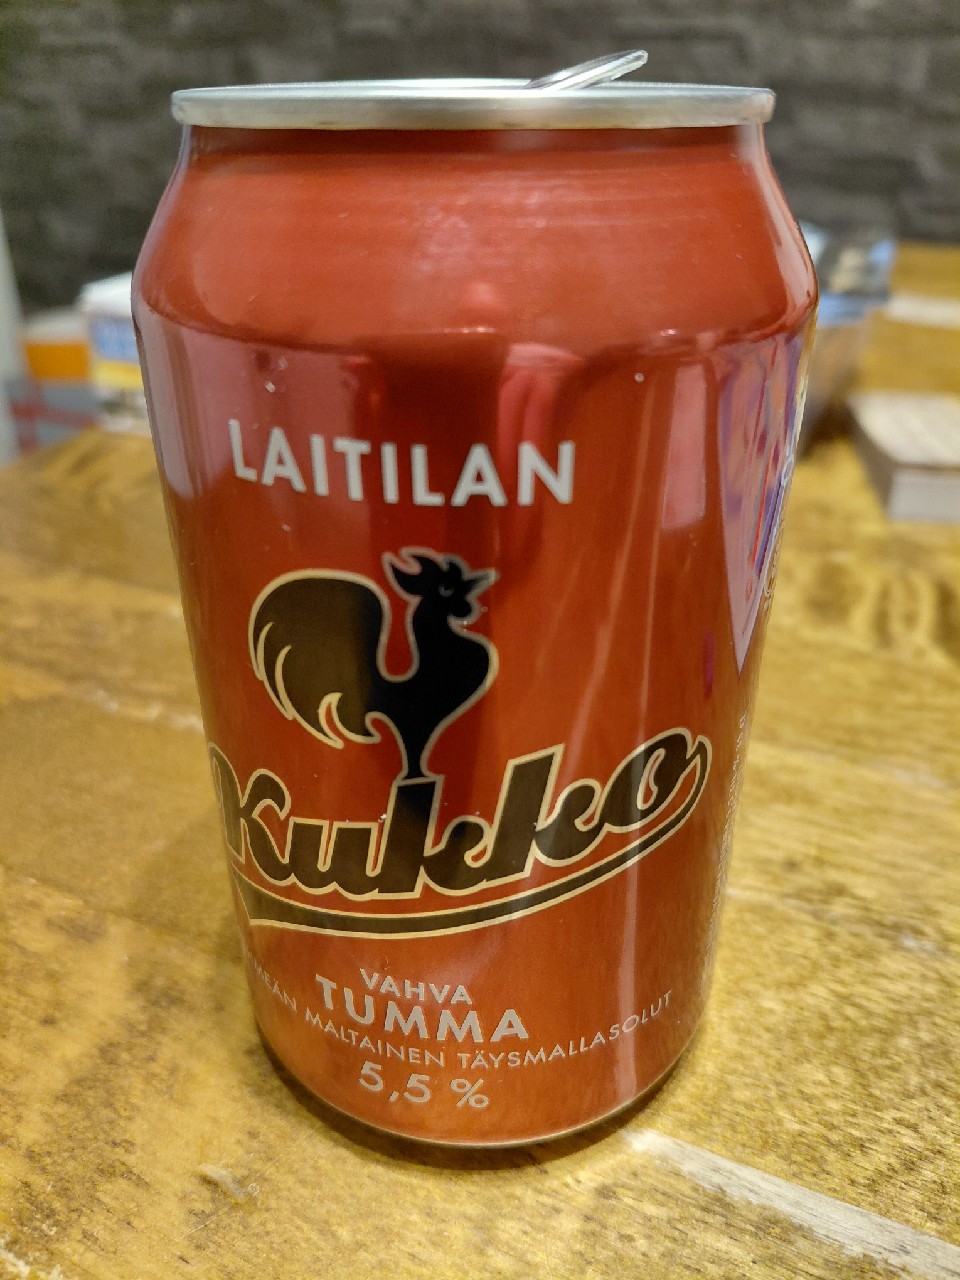 LAITILAN
Kukko
VAHVA
TUMMA
MALTAINEN TÄYSMALLASOLUT
5,5 %